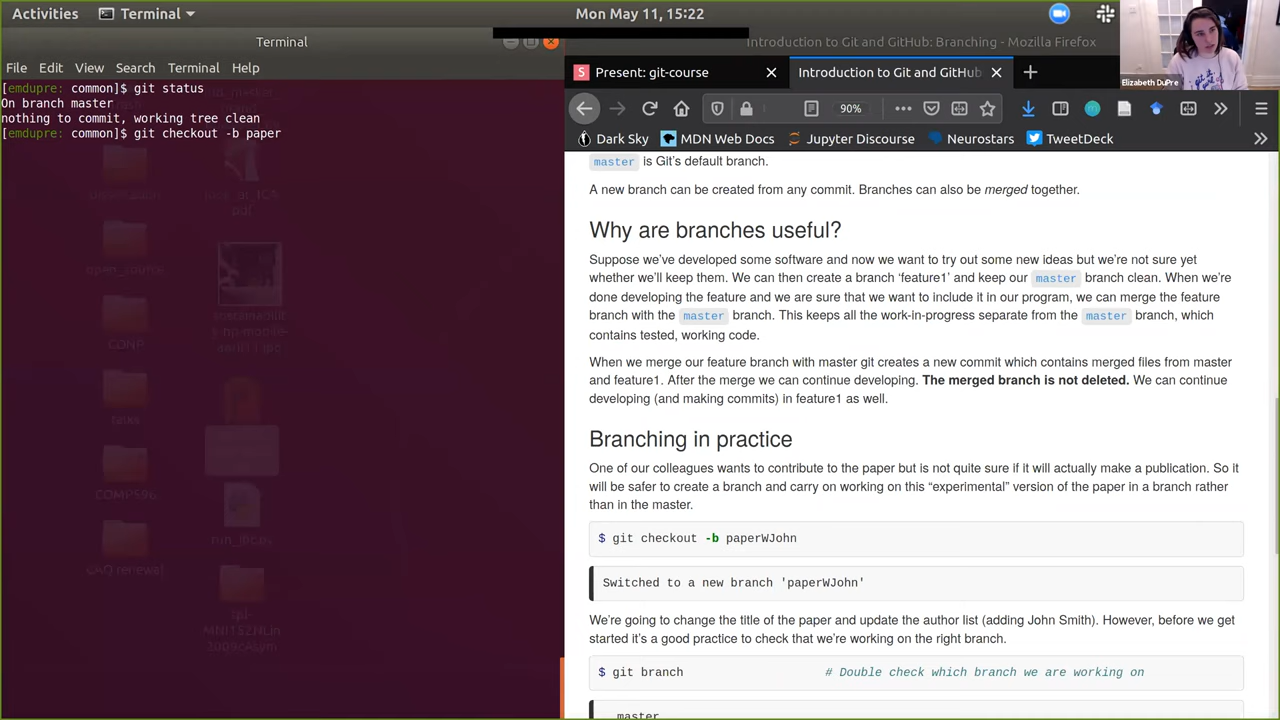 Activities
Terminal
Mon May 11, 15:22
Terminal
Introduction to Git and GitHub: Branching - Mozilla Firefox
Elizabeth DuPre
File Edit View Search Terminal Help
[emdupre: common]$ git status
On branch master
nothing to commit, working tree clean
[emdupre: common]$ git checkout -b paper
open_source
CONP
talks
COMP596
CAO renewal
run_ibc.py
S Present: git-course
Introduction to Git and GitHub
90%
Dark Sky MDN Web Docs Jupyter Discourse Neurostars TweetDeck
master is Git's default branch.
A new branch can be created from any commit. Branches can also be merged together.
Why are branches useful?
Suppose we've developed some software and now we want to try out some new ideas but we're not sure yet
whether we'll keep them. We can then create a branch 'feature1' and keep our master branch clean. When we're
done developing the feature and we are sure that we want to include it in our program, we can merge the feature
branch with the master branch. This keeps all the work-in-progress separate from the master branch, which
contains tested, working code.
When we merge our feature branch with master git creates a new commit which contains merged files from master
and feature1. After the merge we can continue developing. The merged branch is not deleted. We can continue
developing (and making commits) in feature1 as well.
Branching in practice
One of our colleagues wants to contribute to the paper but is not quite sure if it will actually make a publication. So it
will be safer to create a branch and carry on working on this “experimental” version of the paper in a branch rather
than in the master.
$ git checkout -b paperWJohn
Switched to a new branch 'paperWJohn'
We're going to change the title of the paper and update the author list (adding John Smith). However, before we get
started it's a good practice to check that we're working on the right branch.
$ git branch # Double check which branch we are working on
master